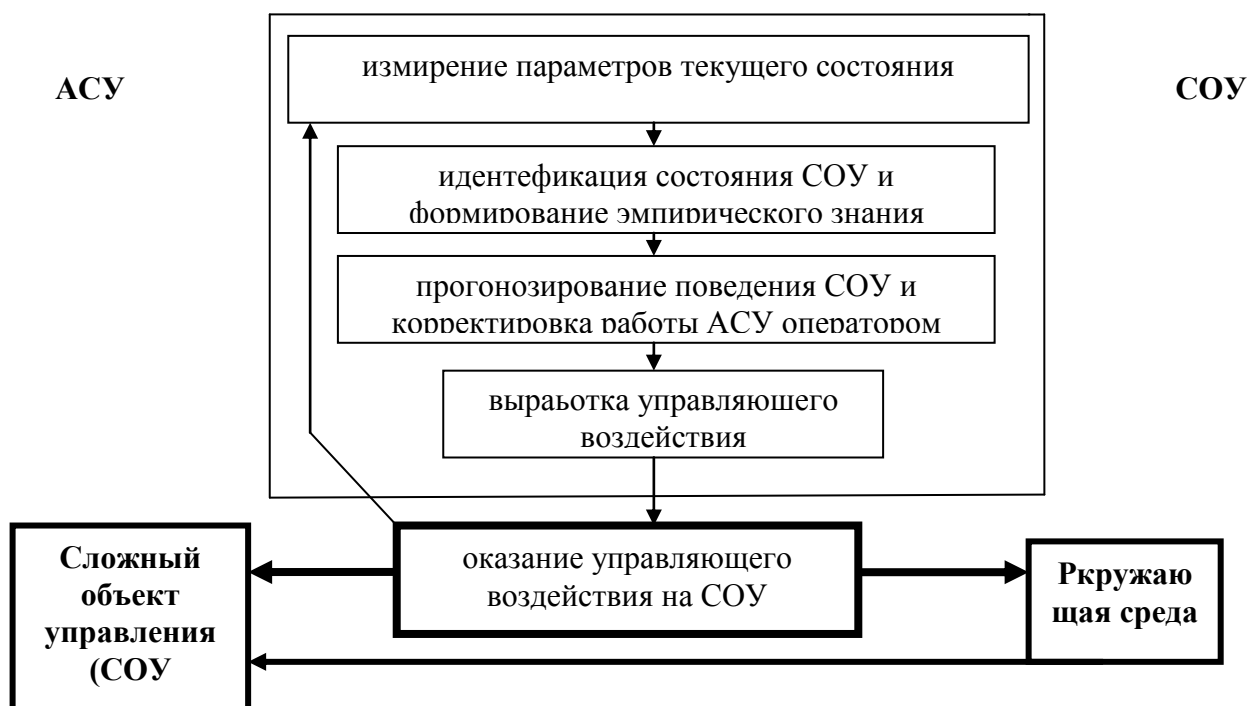 измирение параметров текущего состояния
АСУ
СОУ
идентефикация состояния СОУ и
формирование эмпирического знания
прогонозирование поведения СОУ и
корректировка работы АСУ оператором
выраьотка управляюшего
воздействия
оказание управляющего
воздействия на СОУ
Сложный
объект
управления
(СОУ
Ркружаю
щая среда